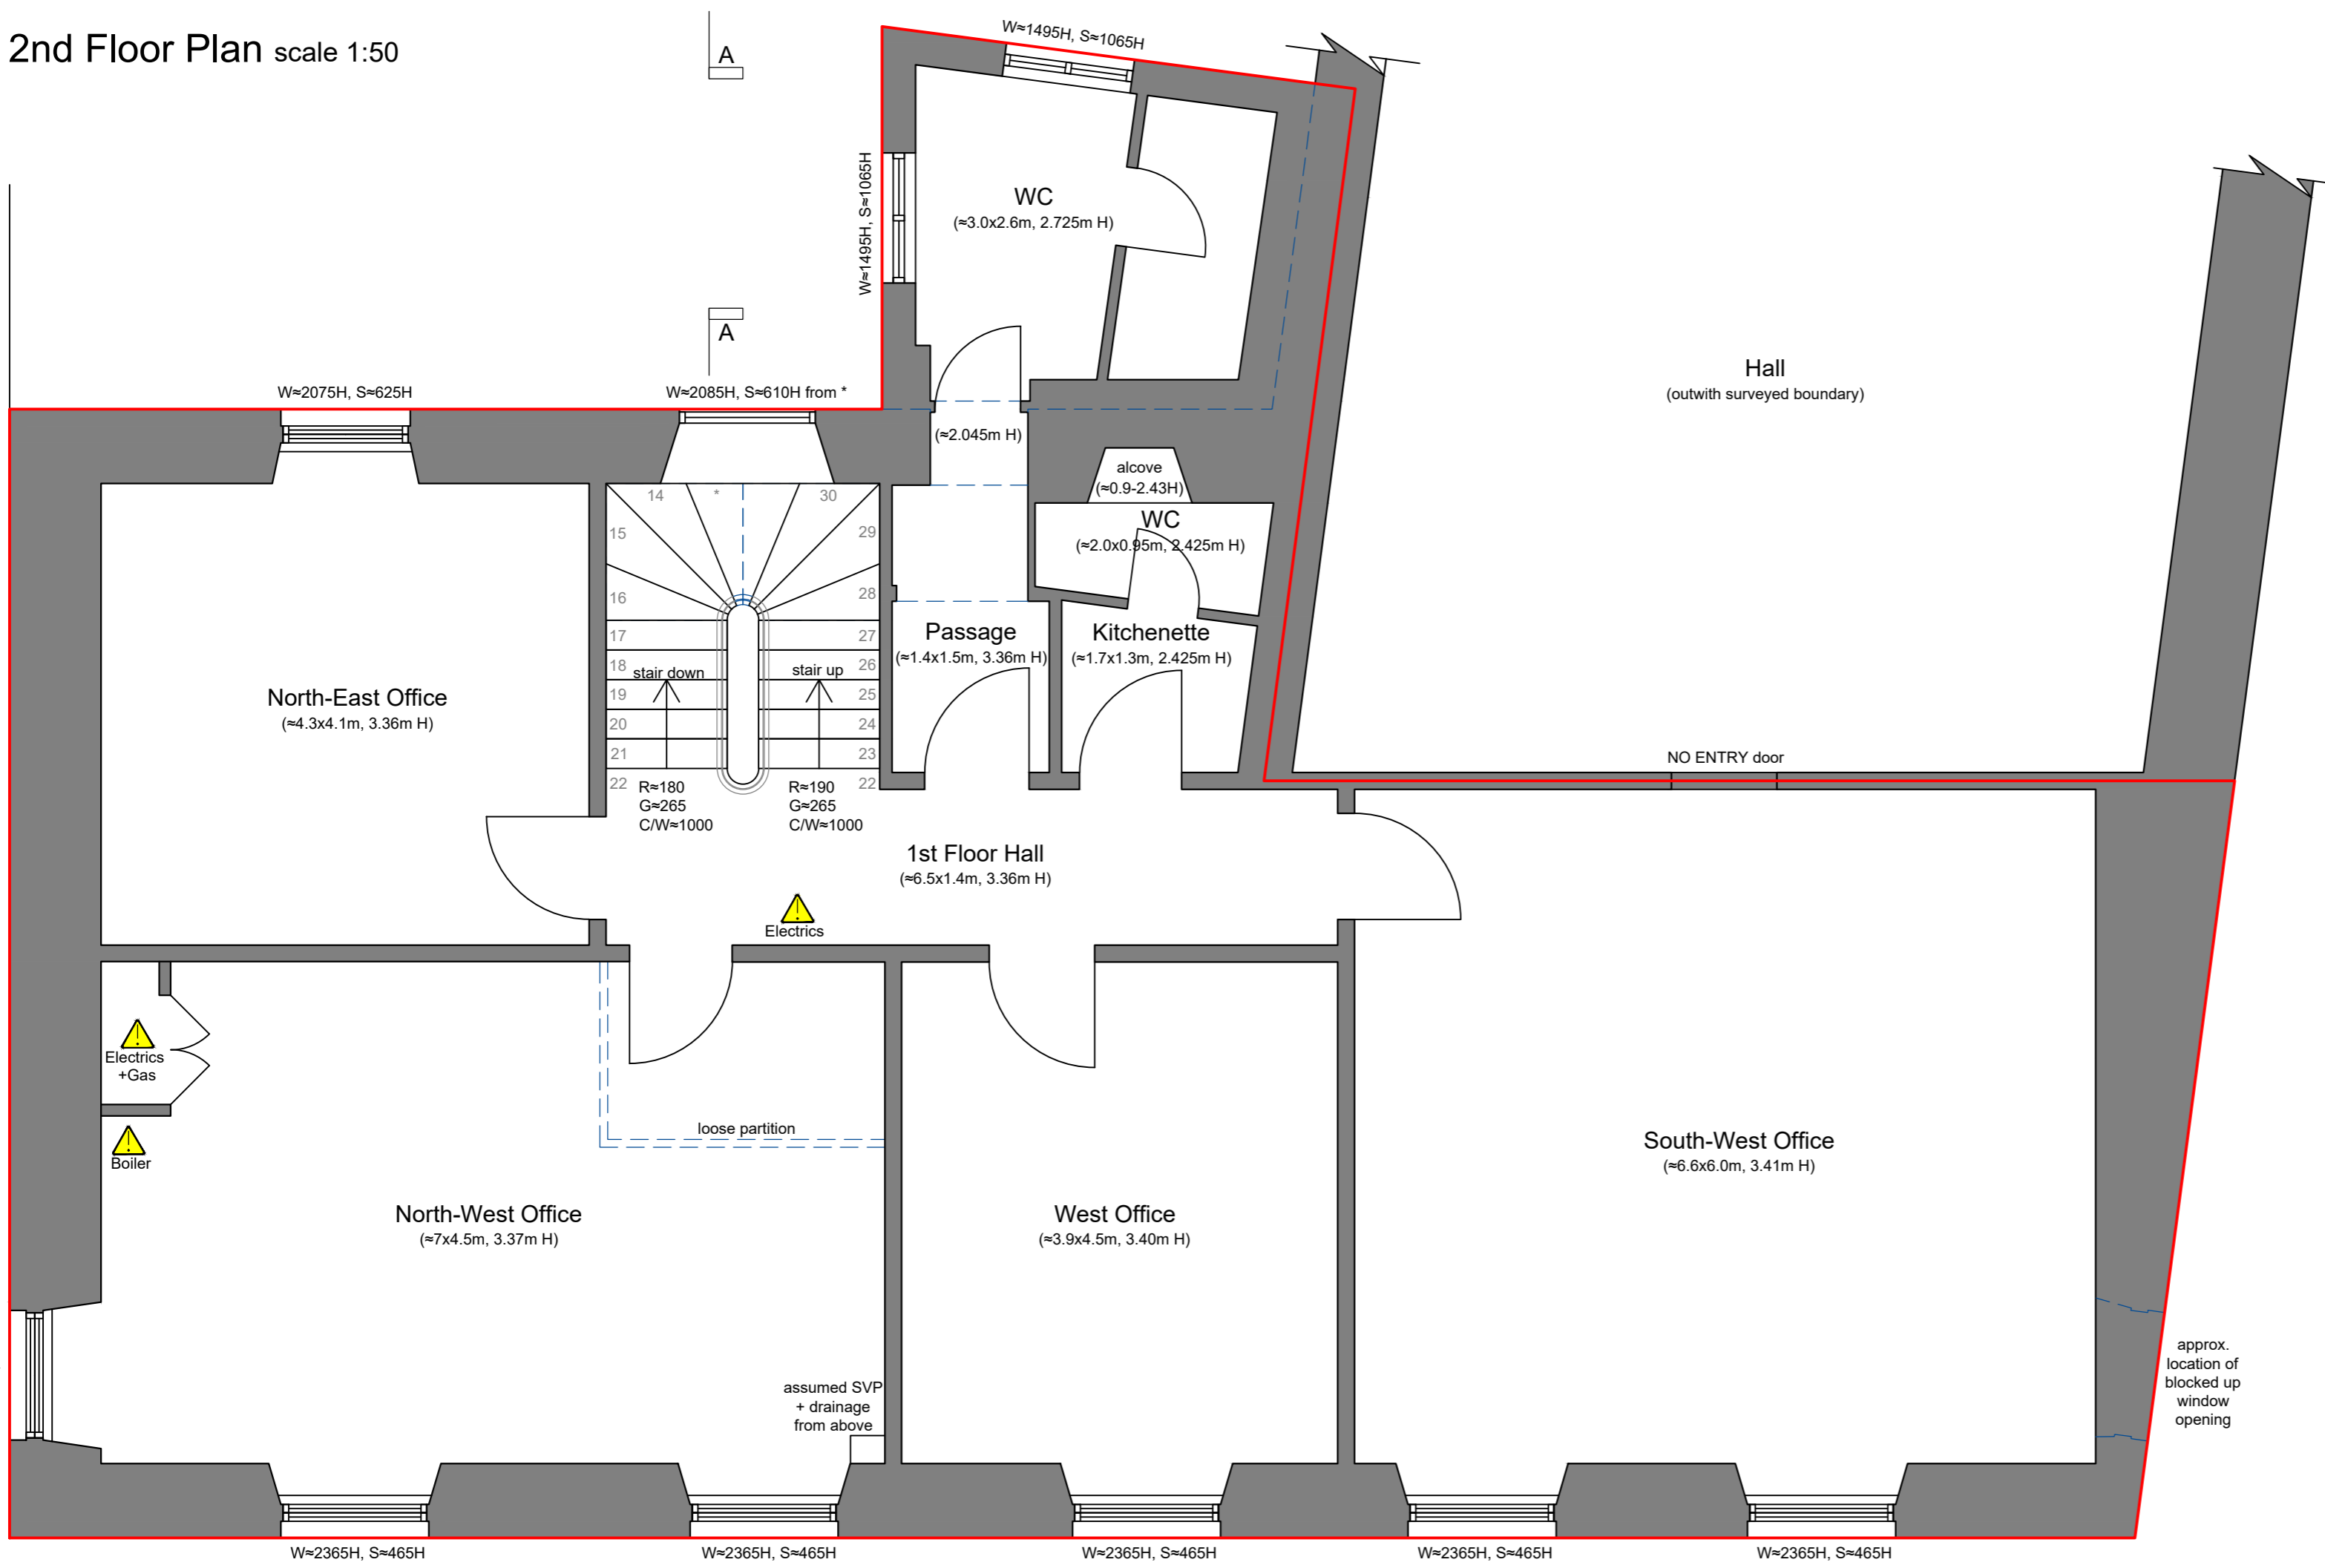 2nd Floor Plan scale 1:50
A
W≈1495H, S≈1065H
W≈1495H, S≈1065H
WC
(≈3.0x2.6m, 2.725m H)
A
W≈2075H, S≈625H
W≈2085H, S≈610H from *
Hall
(outwith surveyed boundary)
(≈2.045m H)
alcove
(≈0.9-2.43H)
WC
(≈2.0x0.95m, 2.425m H)
14
*
30
15
29
16
28
17
27
18
26
19
25
20
24
21
23
22
22
stair down
stair up
R≈180
G≈265
C/W≈1000
R≈190
G≈265
C/W≈1000
Passage
(≈1.4x1.5m, 3.36m H)
Kitchenette
(≈1.7x1.3m, 2.425m H)
North-East Office
(≈4.3x4.1m, 3.36m H)
NO ENTRY door
1st Floor Hall
(≈6.5x1.4m, 3.36m H)
Electrics
Electrics
+Gas
Boiler
loose partition
North-West Office
(≈7x4.5m, 3.37m H)
West Office
(≈3.9x4.5m, 3.40m H)
South-West Office
(≈6.6x6.0m, 3.41m H)
assumed SVP
+ drainage
from above
approx.
location of
blocked up
window
opening
W≈2365H, S≈465H
W≈2365H, S≈465H
W≈2365H, S≈465H
W≈2365H, S≈465H
W≈2365H, S≈465H